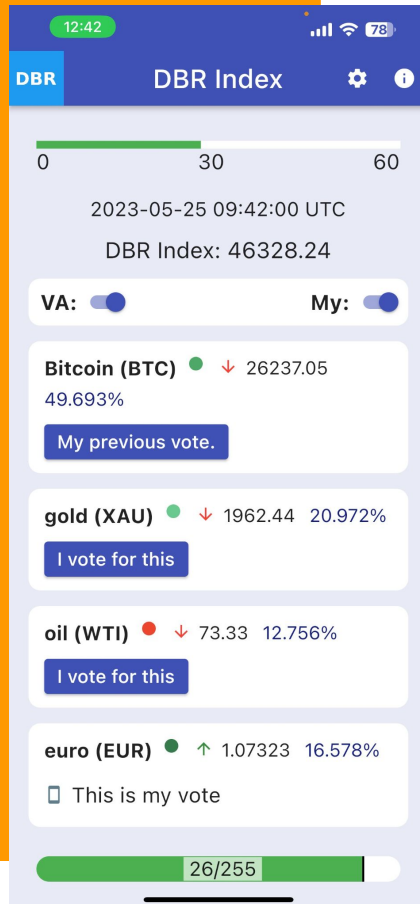 12:42
78
DBR DBR Index
0 30 60
2023-05-25 09:42:00 UTC
DBR Index: 46328.24
VA: My:
Bitcoin (BTC) ↓ 26237.05
49.693%
My previous vote.
gold (XAU) ↓ 1962.44 20.972%
I vote for this
oil (WTI) ↓ 73.33 12.756%
I vote for this
euro (EUR) ↑ 1.07323 16.578%
This is my vote
26/255